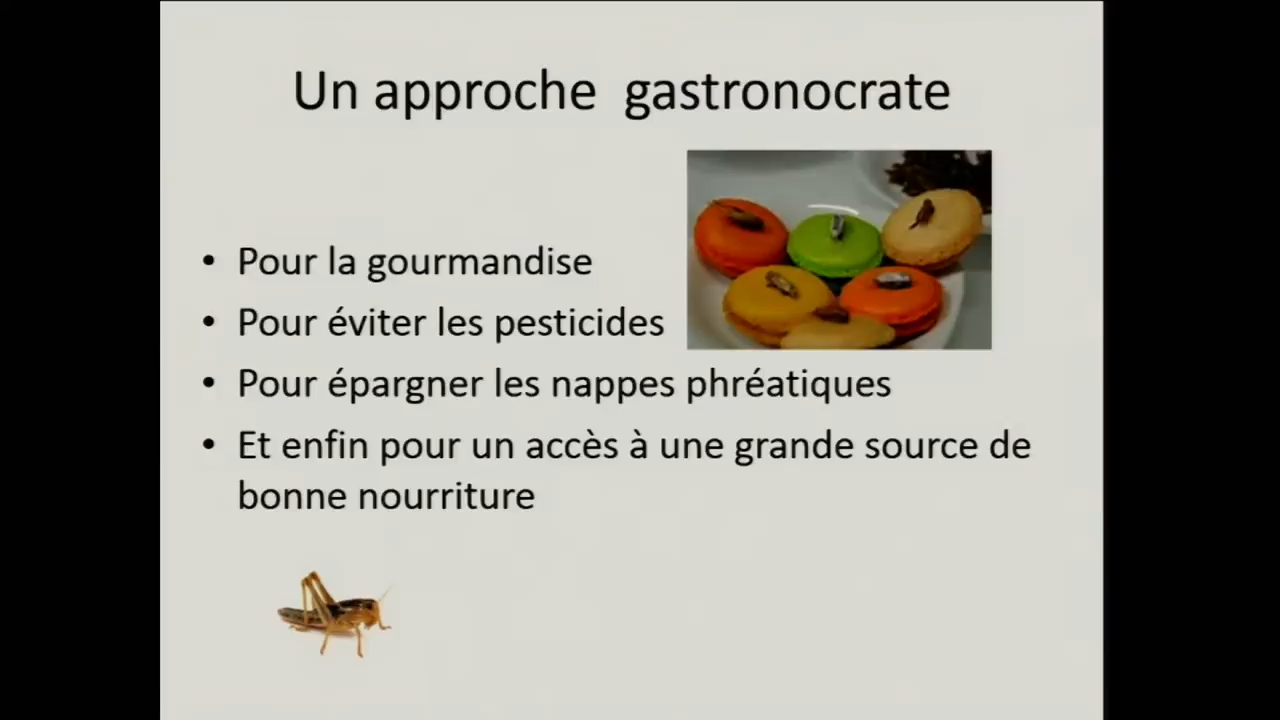 Un approche gastronocrate
• Pour la gourmandise
• Pour éviter les pesticides
• Pour épargner les nappes phréatiques
• Et enfin pour un accès à une grande source de
bonne nourriture